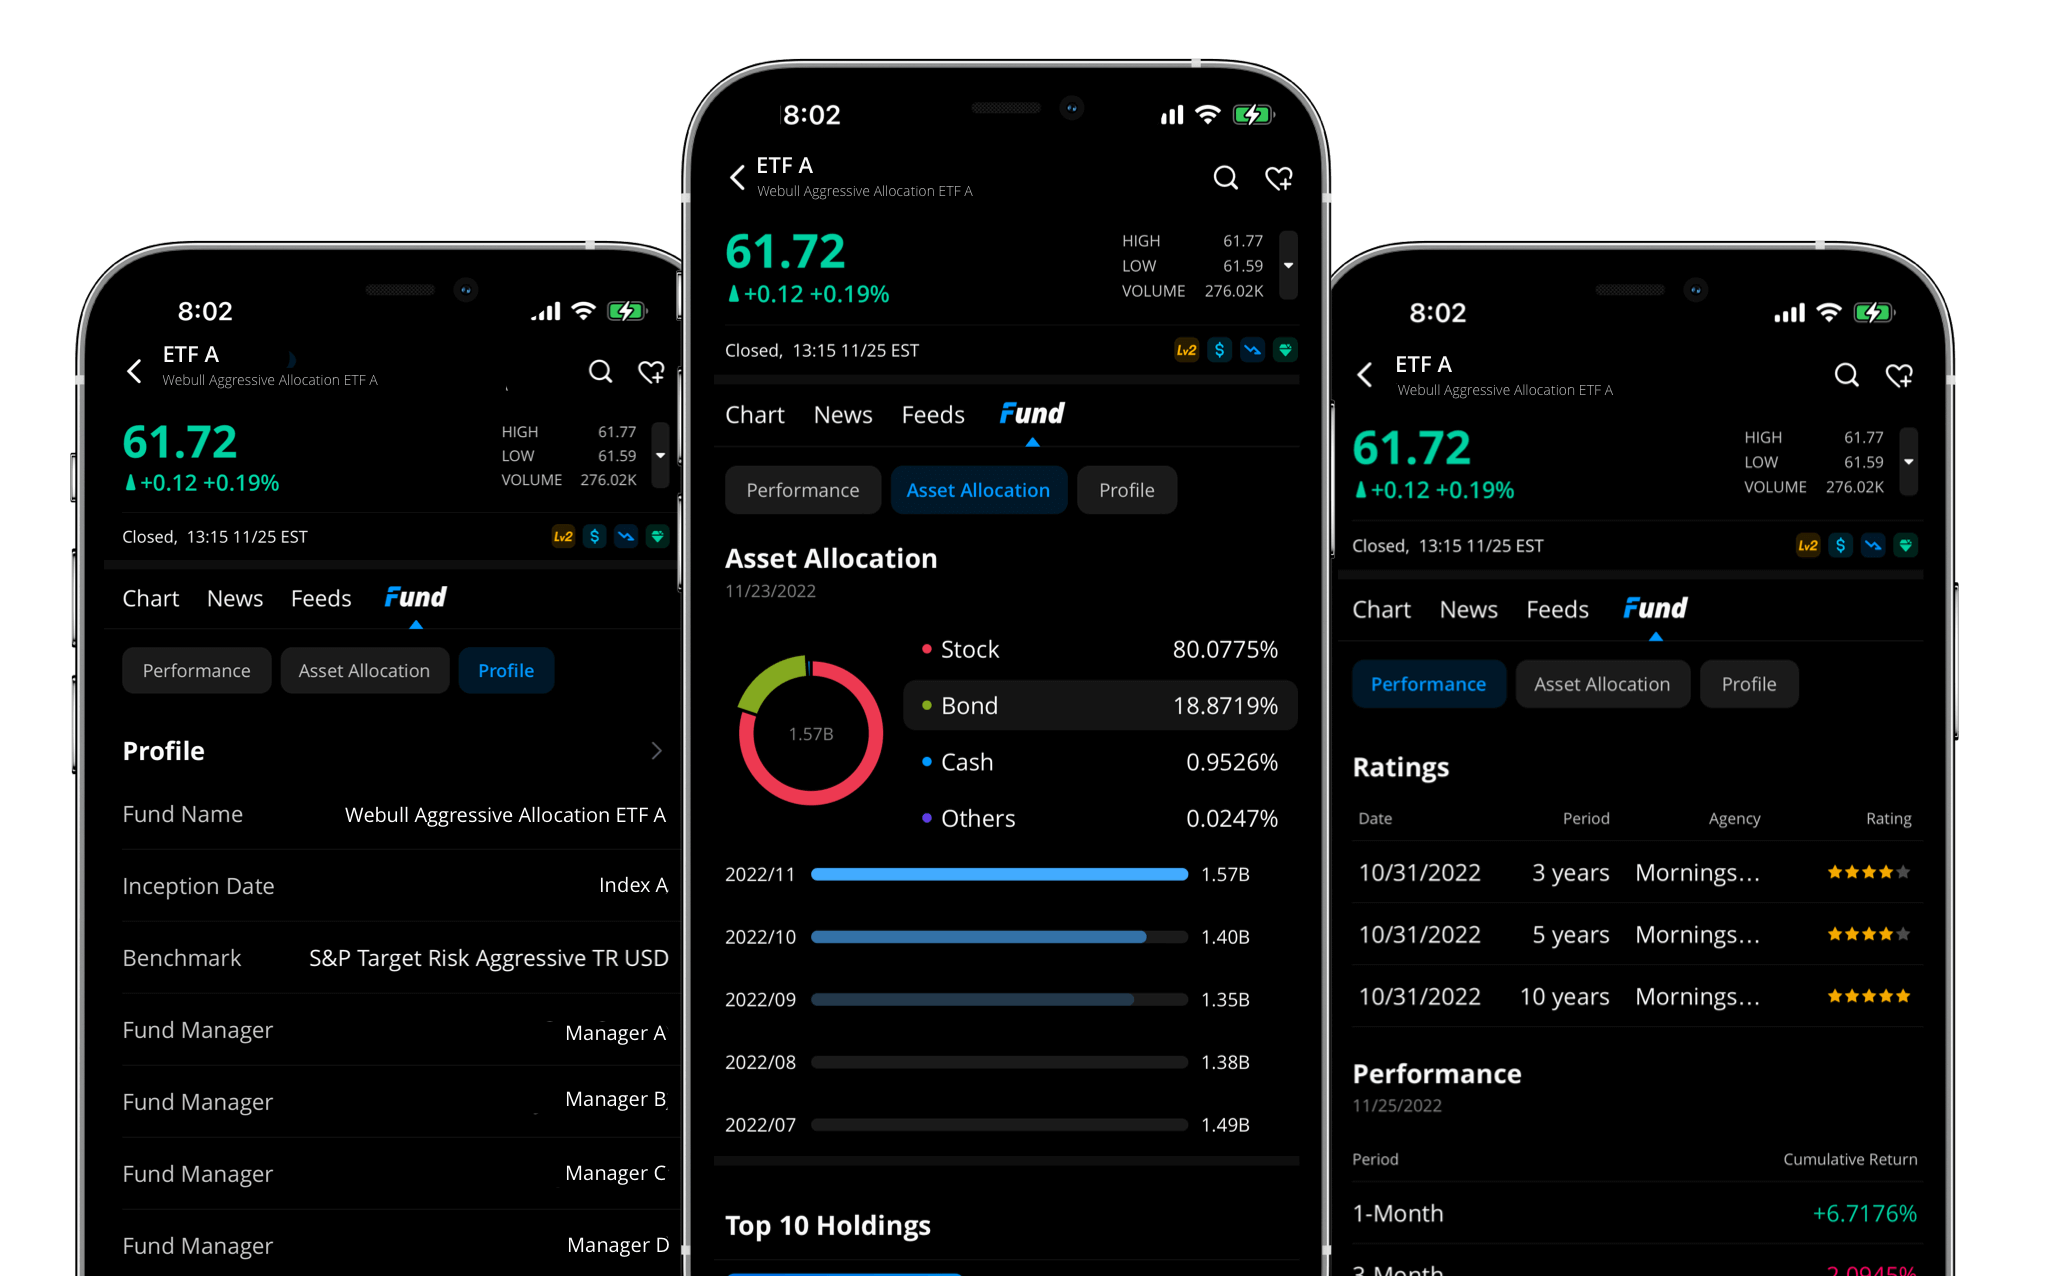 8:02
ETF A
Webull Aggressive Allocation ETF A
61.72
+0.12 +0.19%
HIGH 61.77
LOW 61.59
VOLUME 276.02K
Closed, 13:15 11/25 EST
Lv2 $
Chart News Feeds Fund
Performance Asset Allocation Profile
Profile
Fund Name Webull Aggressive Allocation ETF A
Inception Date Index A
Benchmark S&P Target Risk Aggressive TR USD
Fund Manager Manager A
Fund Manager Manager B
Fund Manager Manager C
Fund Manager Manager D
8:02
ETF A
Webull Aggressive Allocation ETF A
61.72
+0.12 +0.19%
HIGH 61.77
LOW 61.59
VOLUME 276.02K
Closed, 13:15 11/25 EST
Lv2 $
Chart News Feeds Fund
Performance Asset Allocation Profile
Asset Allocation
11/23/2022
1.57B
Stock 80.0775%
Bond 18.8719%
Cash 0.9526%
Others 0.0247%
2022/11 1.57B
2022/10 1.40B
2022/09 1.35B
2022/08 1.38B
2022/07 1.49B
Top 10 Holdings
8:02
ETF A
Webull Aggressive Allocation ETF A
61.72
+0.12 +0.19%
HIGH 61.77
LOW 61.59
VOLUME 276.02K
Closed, 13:15 11/25 EST
Lv2 $
Chart News Feeds Fund
Performance Asset Allocation Profile
Ratings
Date Period Agency Rating
10/31/2022 3 years Mornings...
10/31/2022 5 years Mornings...
10/31/2022 10 years Mornings...
Performance
11/25/2022
Period Cumulative Return
1-Month +6.7176%
3-Month